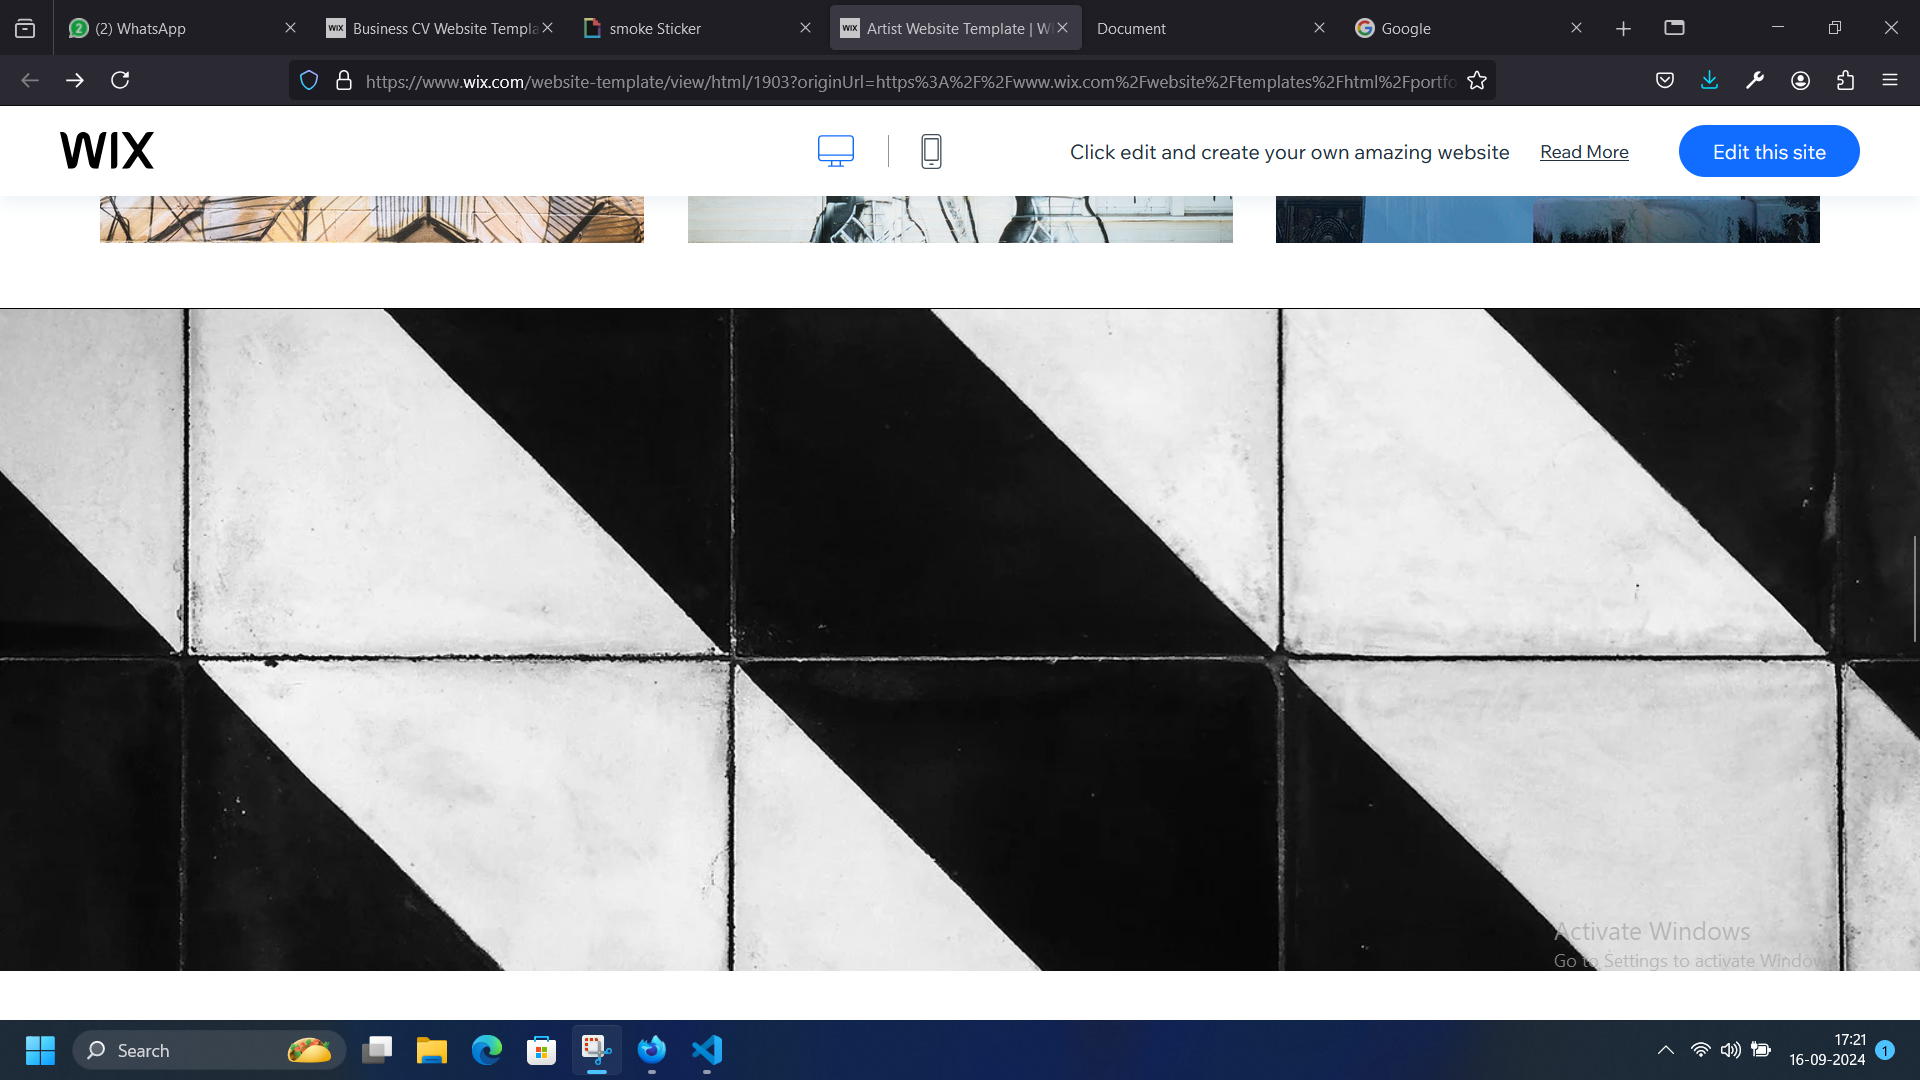 (2) WhatsApp
WIX Business CV Website Templa
smoke Sticker
WIX Artist Website Template | W
Document
Google
https://www.wix.com/website-template/view/html/1903?originUrl=https%3A%2F%2Fwww.wix.com%2Fwebsite%2Ftemplates%2Fhtml%2Fportfo
WIX
Click edit and create your own amazing website
Read More
Edit this site
Activate Windows
Go to Settings to activate Windows
Search
17:21
16-09-2024
1